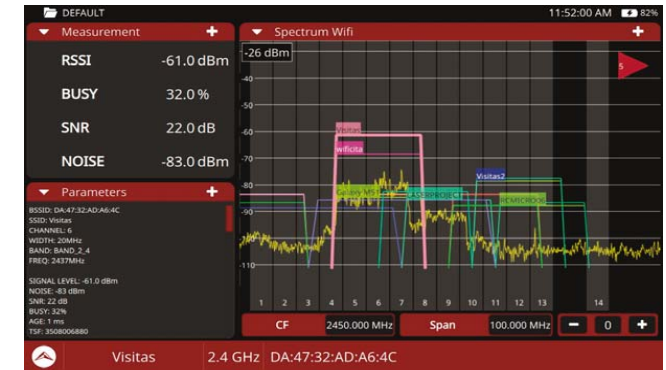 DEFAULT
11:52:00 AM
82%
Measurement
RSSI -61.0 dBm
BUSY 32.0 %
SNR 22.0 dB
NOISE -83.0 dBm
Parameters
BSSID: DA:47:32:AD:A6:4C
SSID: Visitas
CHANNEL: 6
WIDTH: 20MHz
BAND: BAND_2_4
FREQ: 2437MHz
SIGNAL LEVEL: -61.0 dBm
NOISE: -83 dBm
SNR: 22 dB
BUSY: 32%
AGE: 1 ms
TSF: 3508006880
Spectrum Wifi
-26 dBm
-40
-50
-60
-70
-80
-90
-110
Visitas
wificita
Visitas2
Galaxy M51
LASERPROJECT
RCMICRO06
1 2 3 4 5 6 7 8 9 10 11 12 13 14
CF 2450.000 MHz Span 100.000 MHz 0
Visitas 2.4 GHz DA:47:32:AD:A6:4C